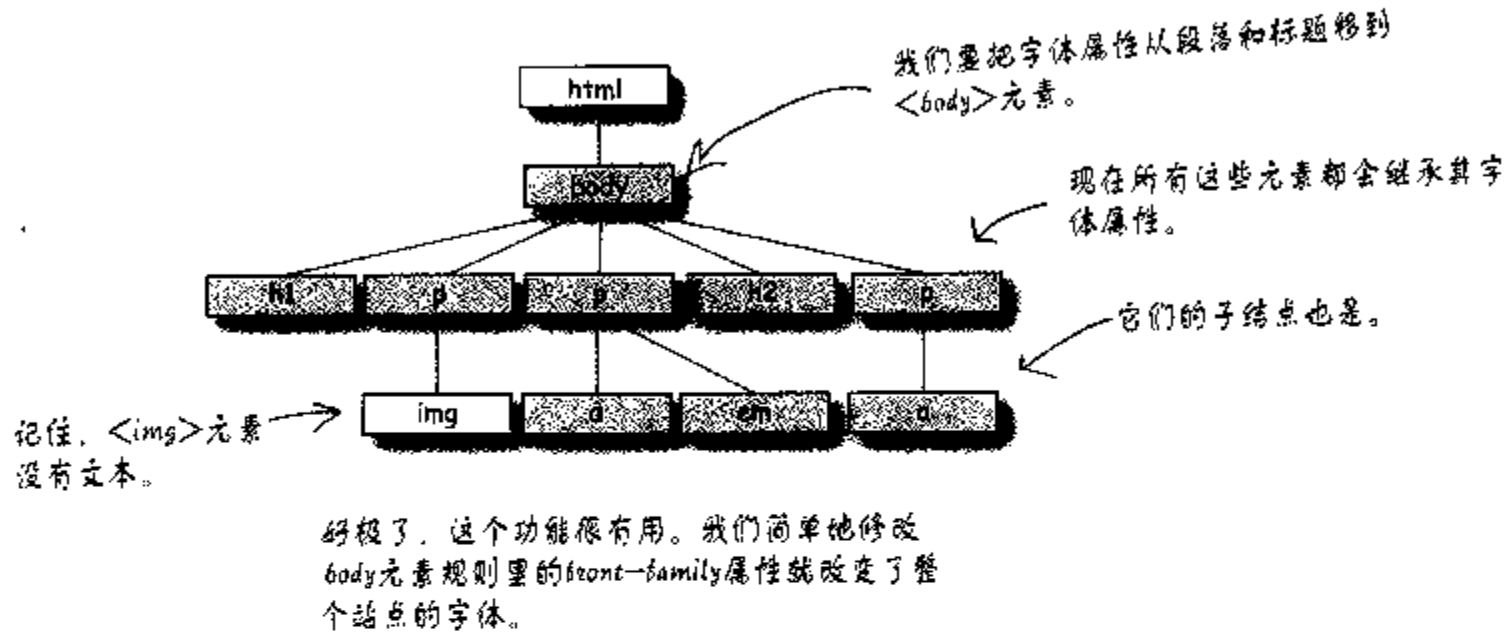 我们要把字体属性从段落和标题移到
<body>元素。
html
body
现在所有这些元素都会继承其字
体属性。
h1 p p h2 p
它们的子结点也是。
img a em a
记住，<img>元素
没有文本。
好极了，这个功能很有用。我们简单地修改
body元素规则里的font-family属性就改变了整
个站点的字体。